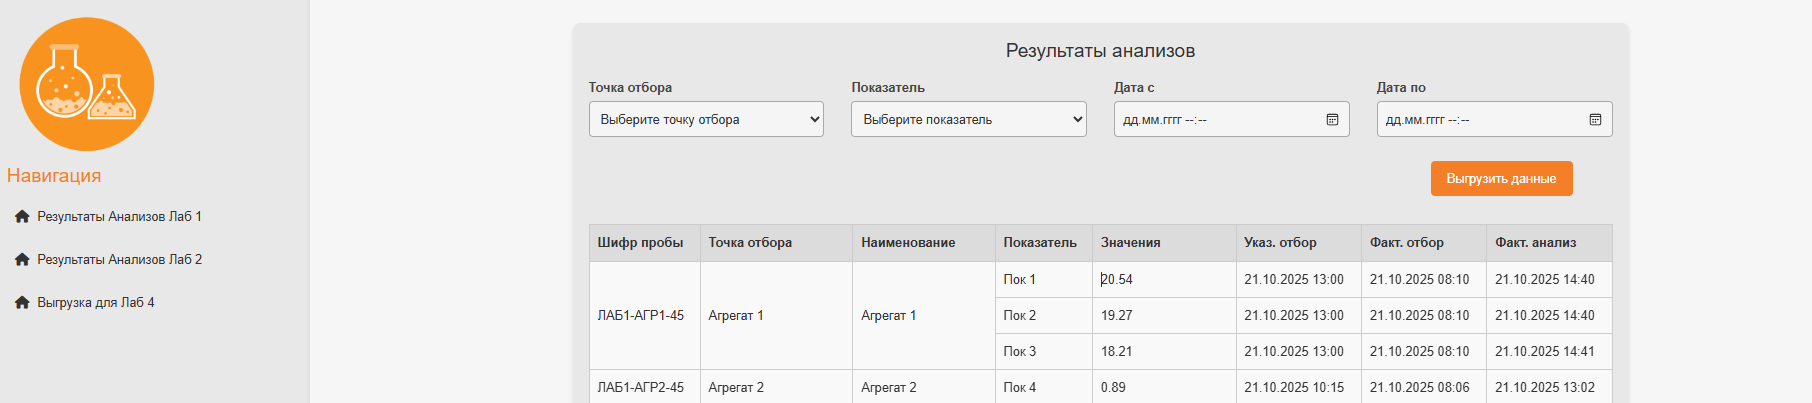 Навигация
Результаты Анализов Лаб 1
Результаты Анализов Лаб 2
Выгрузка для Лаб 4
Результаты анализов
Точка отбора Показатель Дата с Дата по
Выберите точку отбора Выберите показатель дд.мм.гггг --:-- дд.мм.гггг --:--
Выгрузить данные
Шифр пробы Точка отбора Наименование Показатель Значения Указ. отбор Факт. отбор Факт. анализ
Пок 1 20.54 21.10.2025 13:00 21.10.2025 08:10 21.10.2025 14:40
ЛАБ1-АГР1-45 Агрегат 1 Агрегат 1 Пок 2 19.27 21.10.2025 13:00 21.10.2025 08:10 21.10.2025 14:40
Пок 3 18.21 21.10.2025 13:00 21.10.2025 08:10 21.10.2025 14:41
ЛАБ1-АГР2-45 Агрегат 2 Агрегат 2 Пок 4 0.89 21.10.2025 10:15 21.10.2025 08:06 21.10.2025 13:02